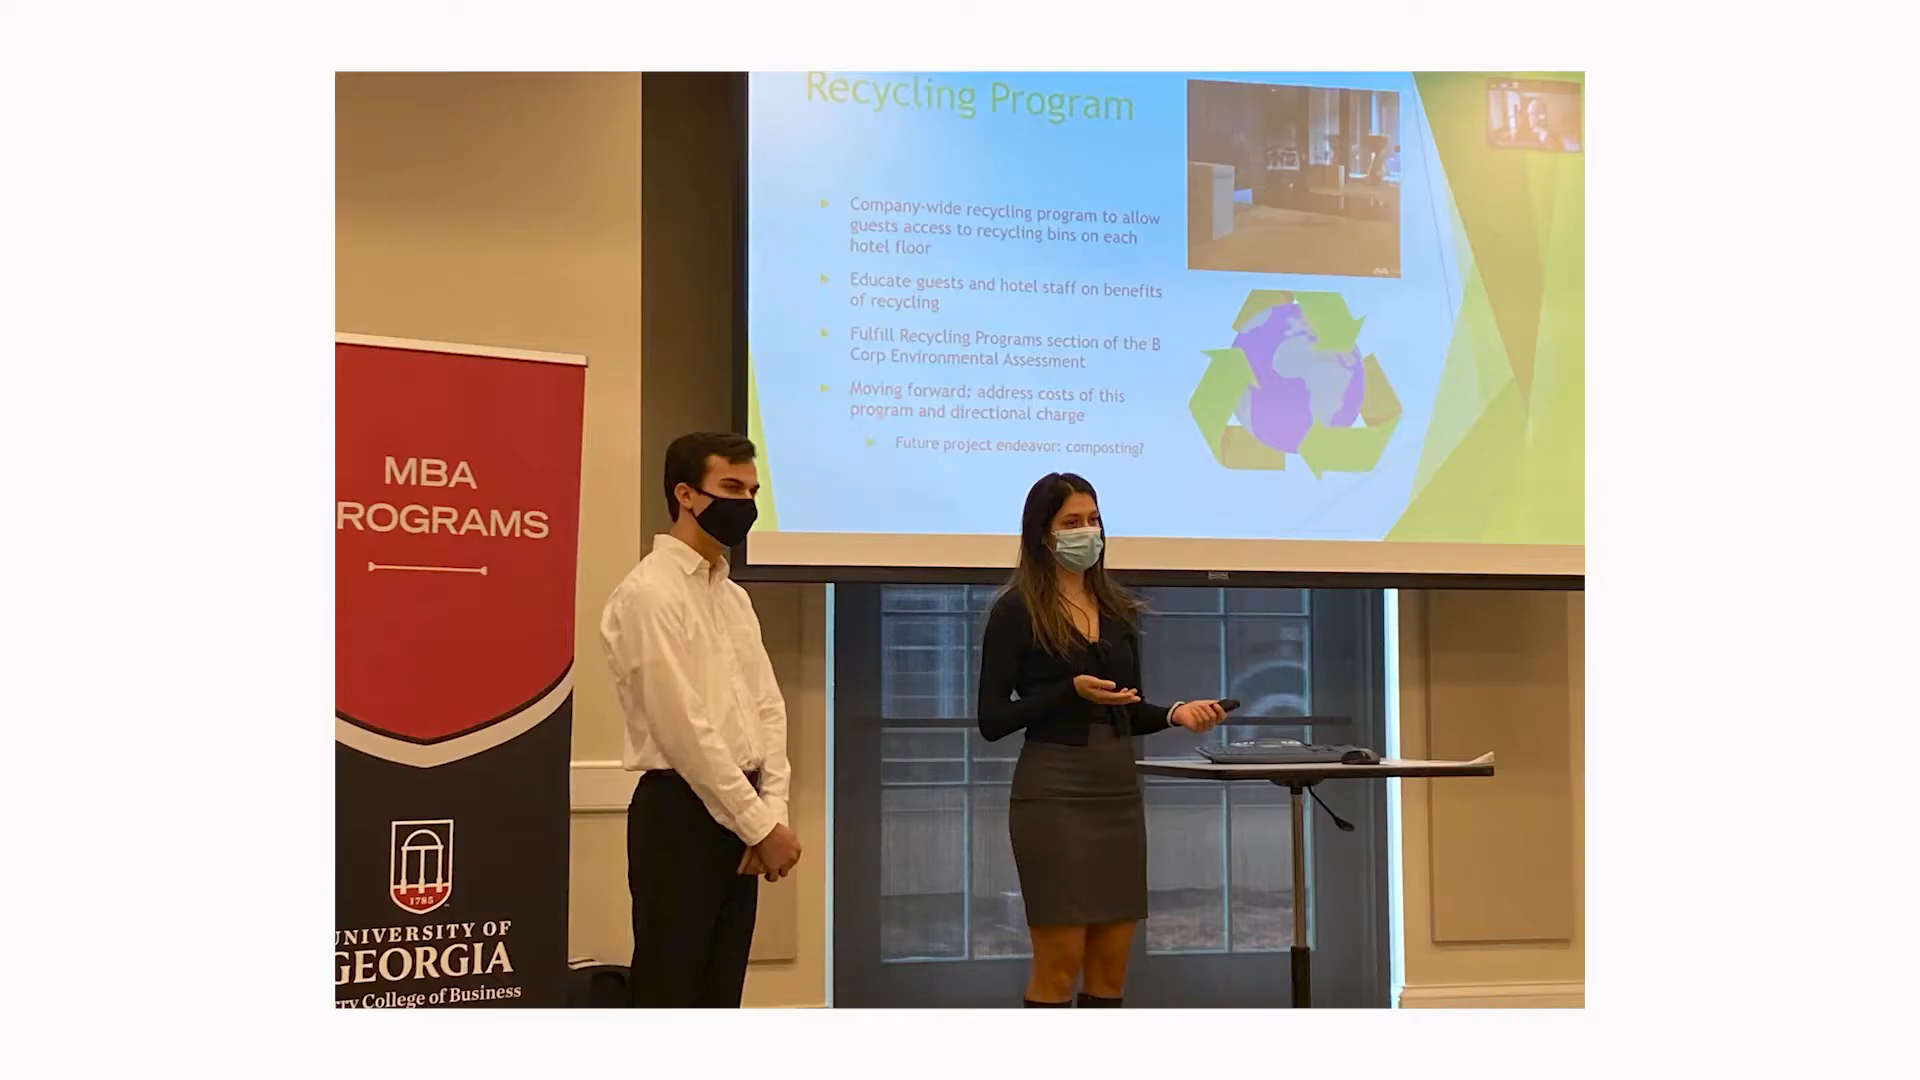 Recycling Program
Company-wide recycling program to allow
guests access to recycling bins on each
hotel floor
Educate guests and hotel staff on benefits
of recycling
Fulfill Recycling Programs section of the B
Corp Environmental Assessment
Moving forward: address costs of this
program and directional charge
Future project endeavor: composting?
MBA
ROGRAMS
1785
UNIVERSITY OF
GEORGIA
rry College of Business